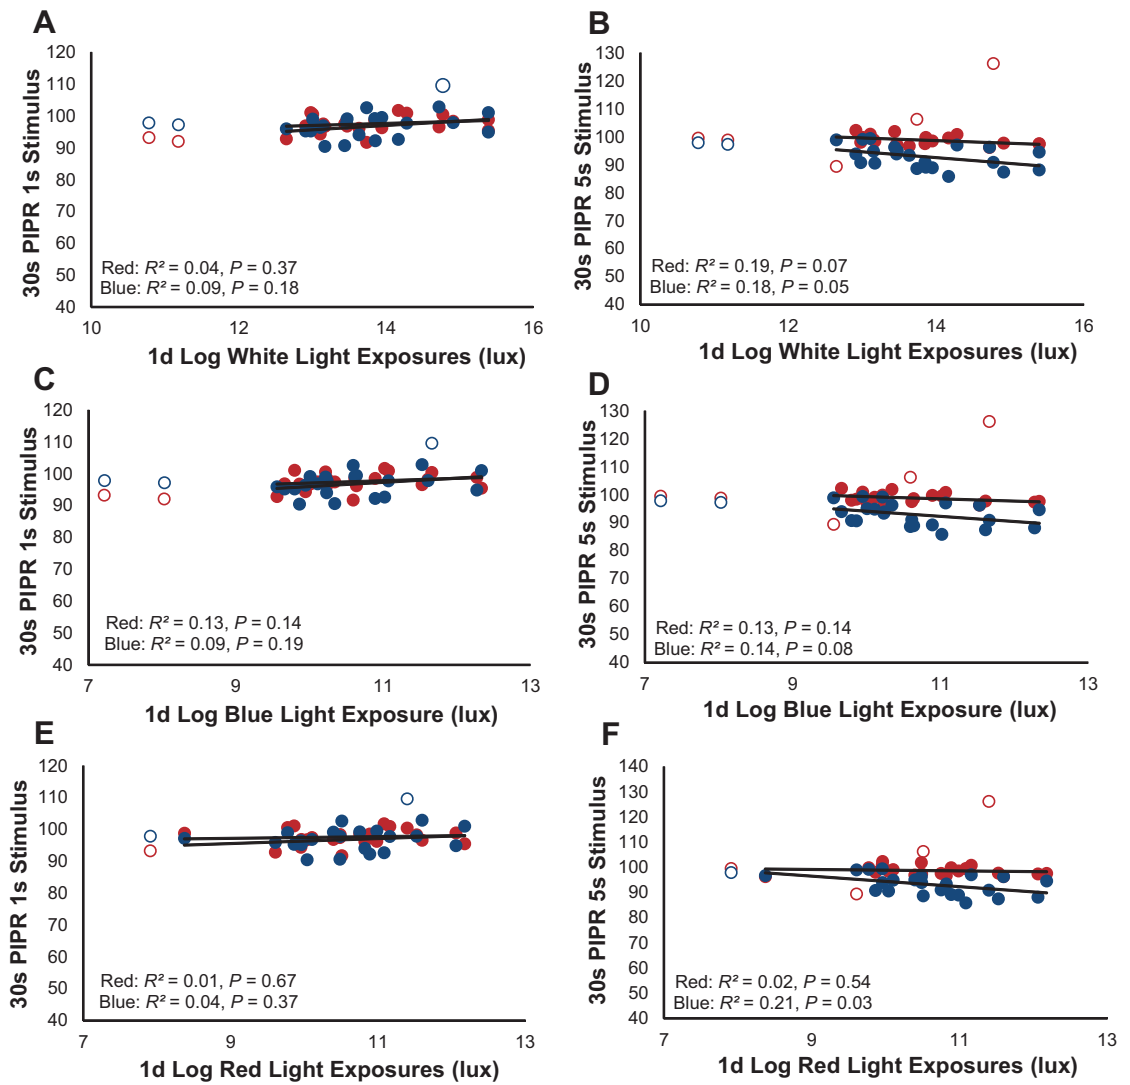 A
30s PIPR 1s Stimulus
120
110
100
90
80
70
60
50
40
Red: R² = 0.04, P = 0.37
Blue: R² = 0.09, P = 0.18
10 12 14 16
1d Log White Light Exposures (lux)
B
30s PIPR 5s Stimulus
130
120
110
100
90
80
70
60
50
40
Red: R² = 0.19, P = 0.07
Blue: R² = 0.18, P = 0.05
10 12 14 16
1d Log White Light Exposures (lux)
C
30s PIPR 1s Stimulus
120
110
100
90
80
70
60
50
40
Red: R² = 0.13, P = 0.14
Blue: R² = 0.09, P = 0.19
7 9 11 13
1d Log Blue Light Exposure (lux)
D
30s PIPR 5s Stimulus
130
120
110
100
90
80
70
60
50
40
Red: R² = 0.13, P = 0.14
Blue: R² = 0.14, P = 0.08
7 9 11 13
1d Log Blue Light Exposure (lux)
E
30s PIPR 1s Stimulus
120
110
100
90
80
70
60
50
40
Red: R² = 0.01, P = 0.67
Blue: R² = 0.04, P = 0.37
7 9 11 13
1d Log Red Light Exposures (lux)
F
30s PIPR 5s Stimulus
140
130
120
110
100
90
80
70
60
50
40
Red: R² = 0.02, P = 0.54
Blue: R² = 0.21, P = 0.03
7 9 11 13
1d Log Red Light Exposures (lux)